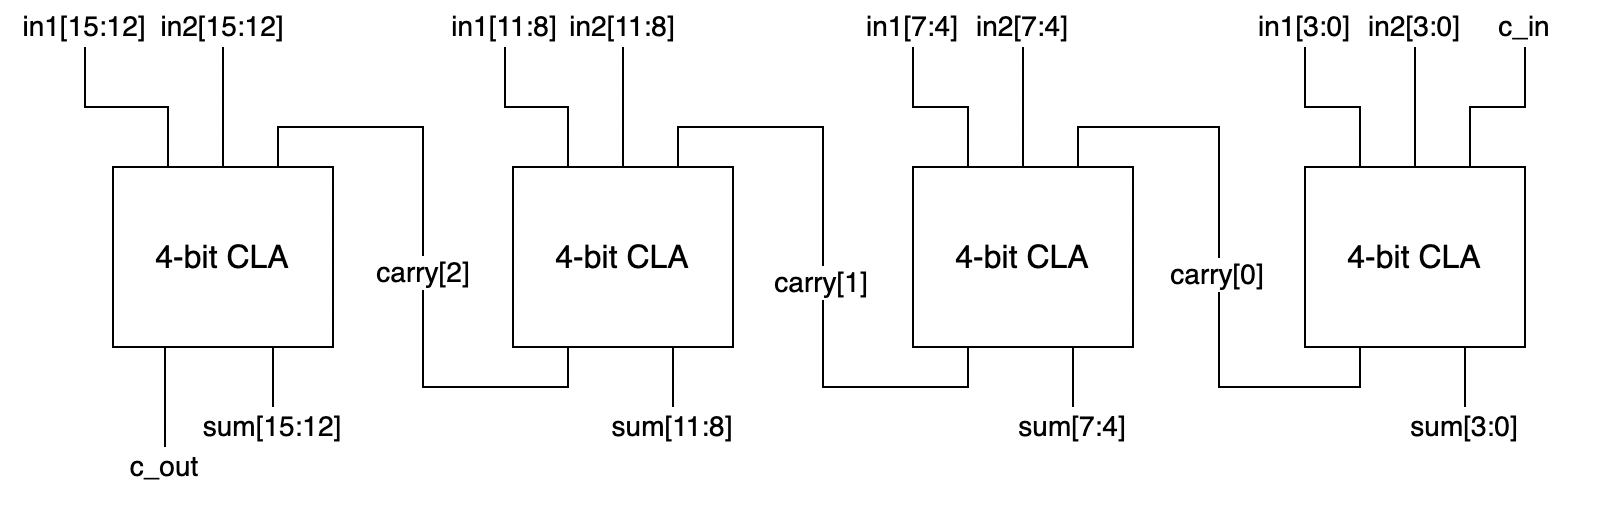 in1[15:12] in2[15:12] in1[11:8] in2[11:8] in1[7:4] in2[7:4] in1[3:0] in2[3:0] c_in
4-bit CLA 4-bit CLA 4-bit CLA 4-bit CLA
carry[2] carry[1] carry[0]
sum[15:12] sum[11:8] sum[7:4] sum[3:0]
c_out